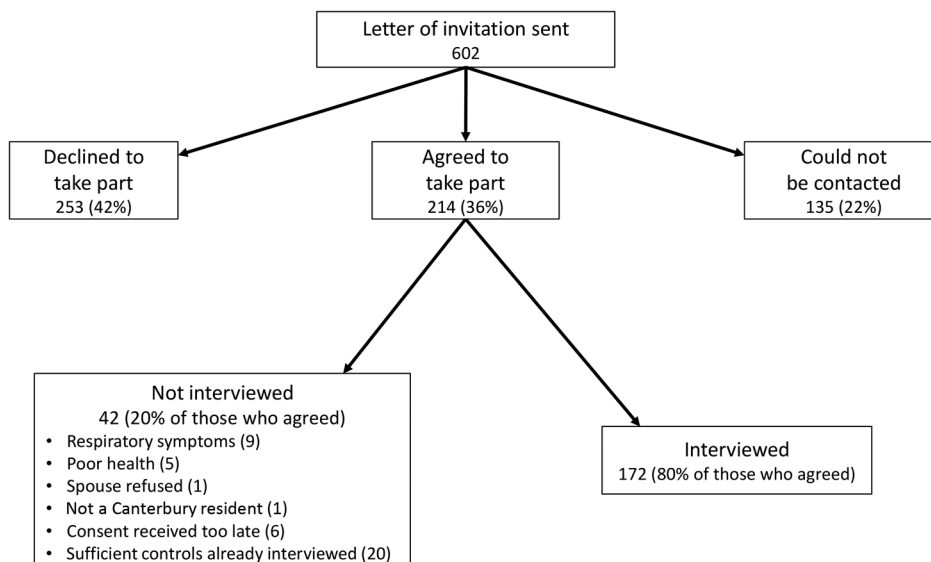 Letter of invitation sent
602
Declined to
take part
253 (42%)
Agreed to
take part
214 (36%)
Could not
be contacted
135 (22%)
Not interviewed
42 (20% of those who agreed)
• Respiratory symptoms (9)
• Poor health (5)
• Spouse refused (1)
• Not a Canterbury resident (1)
• Consent received too late (6)
• Sufficient controls already interviewed (20)
Interviewed
172 (80% of those who agreed)